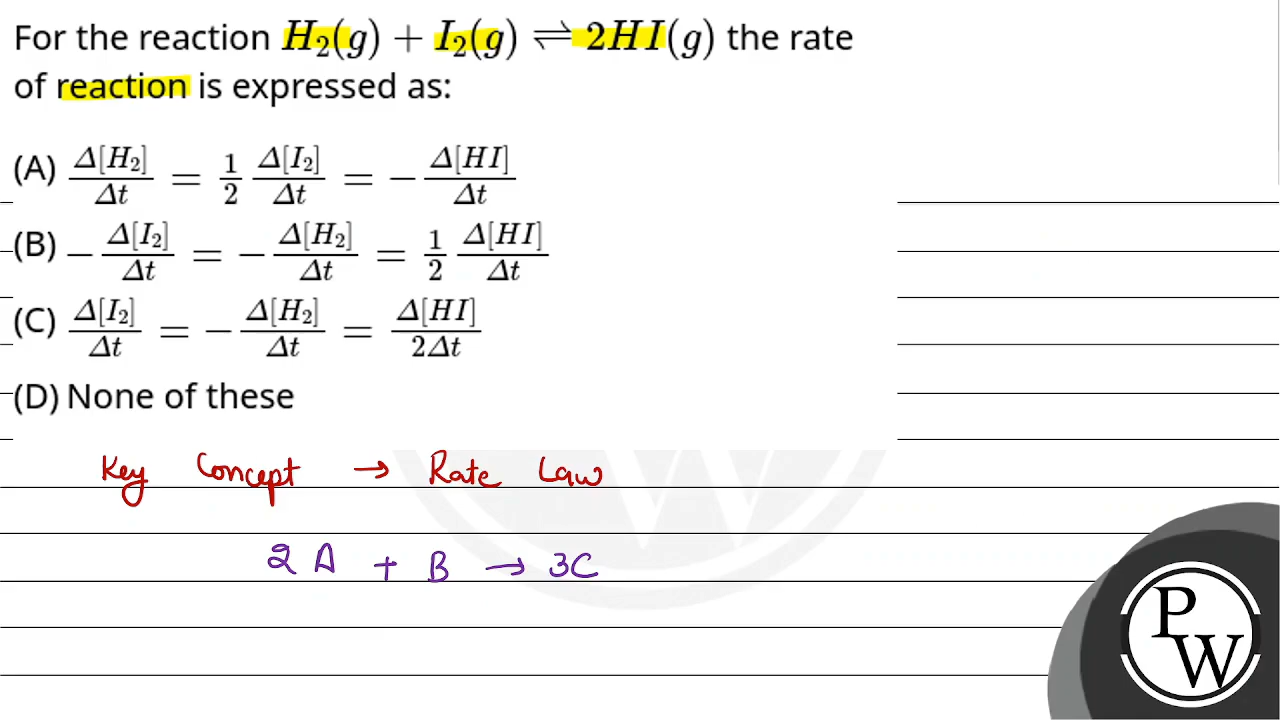 For the reaction H₂(g) + I₂(g) ⇌ 2HI(g) the rate
of reaction is expressed as:
(A) Δ[H₂]/Δt = 1/2 Δ[I₂]/Δt = − Δ[HI]/Δt
(B) − Δ[I₂]/Δt = − Δ[H₂]/Δt = 1/2 Δ[HI]/Δt
(C) Δ[I₂]/Δt = − Δ[H₂]/Δt = Δ[HI]/2Δt
(D) None of these
Key Concept → Rate Law
2A + B → 3C
P
W